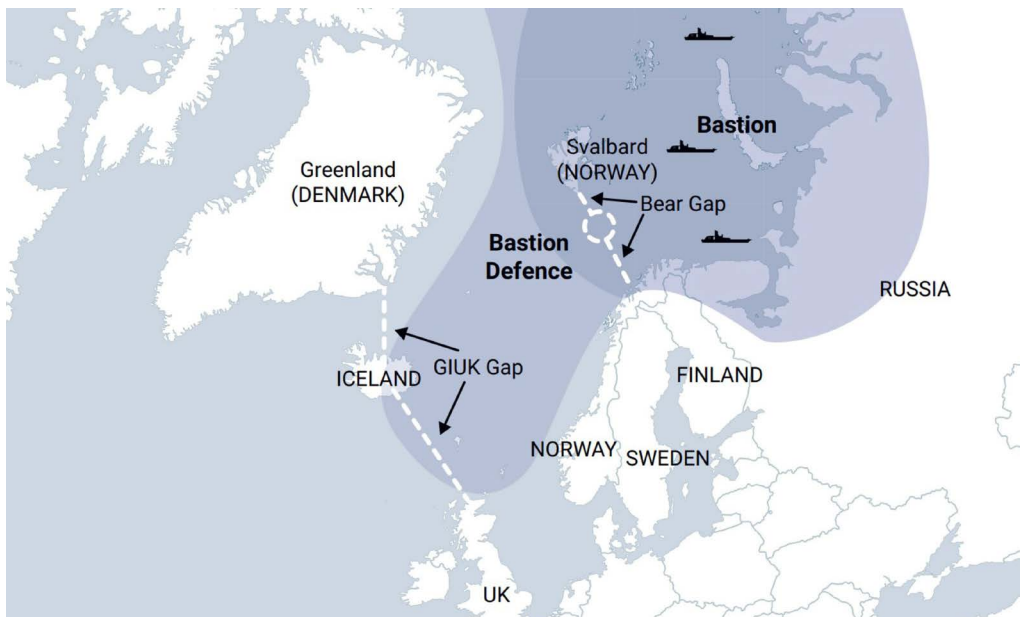 Bastion
Svalbard
(NORWAY)
Greenland
(DENMARK)
Bear Gap
Bastion
Defence
RUSSIA
GIUK Gap
ICELAND
FINLAND
NORWAY
SWEDEN
UK